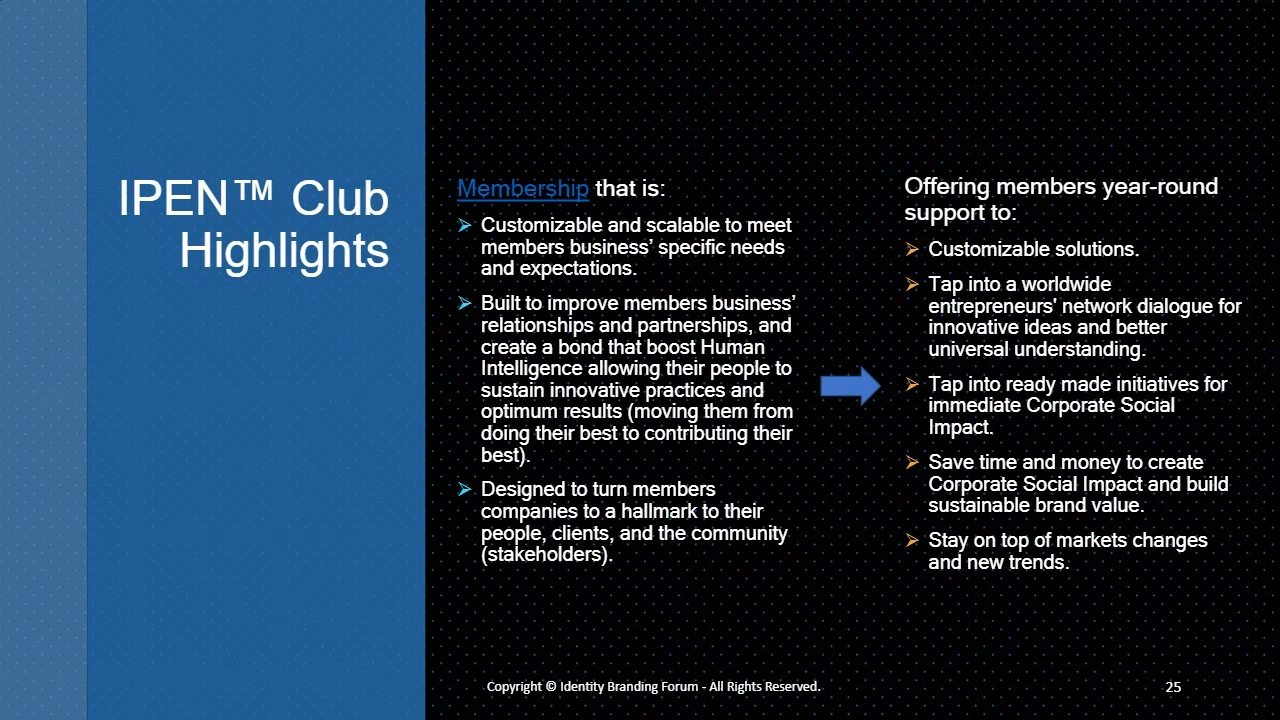 IPEN™ Club
Highlights
Membership that is:
Customizable and scalable to meet
members business’ specific needs
and expectations.
Built to improve members business’
relationships and partnerships, and
create a bond that boost Human
Intelligence allowing their people to
sustain innovative practices and
optimum results (moving them from
doing their best to contributing their
best).
Designed to turn members
companies to a hallmark to their
people, clients, and the community
(stakeholders).
Offering members year-round
support to:
Customizable solutions.
Tap into a worldwide
entrepreneurs' network dialogue for
innovative ideas and better
universal understanding.
Tap into ready made initiatives for
immediate Corporate Social
Impact.
Save time and money to create
Corporate Social Impact and build
sustainable brand value.
Stay on top of markets changes
and new trends.
Copyright © Identity Branding Forum - All Rights Reserved.
25